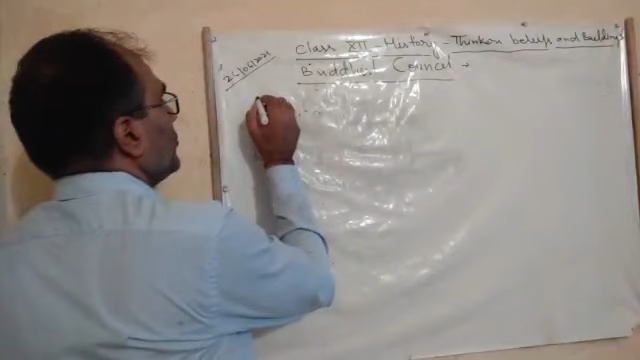 Class XII History Thinkers beliefs and Buildings
Buddhist Council →